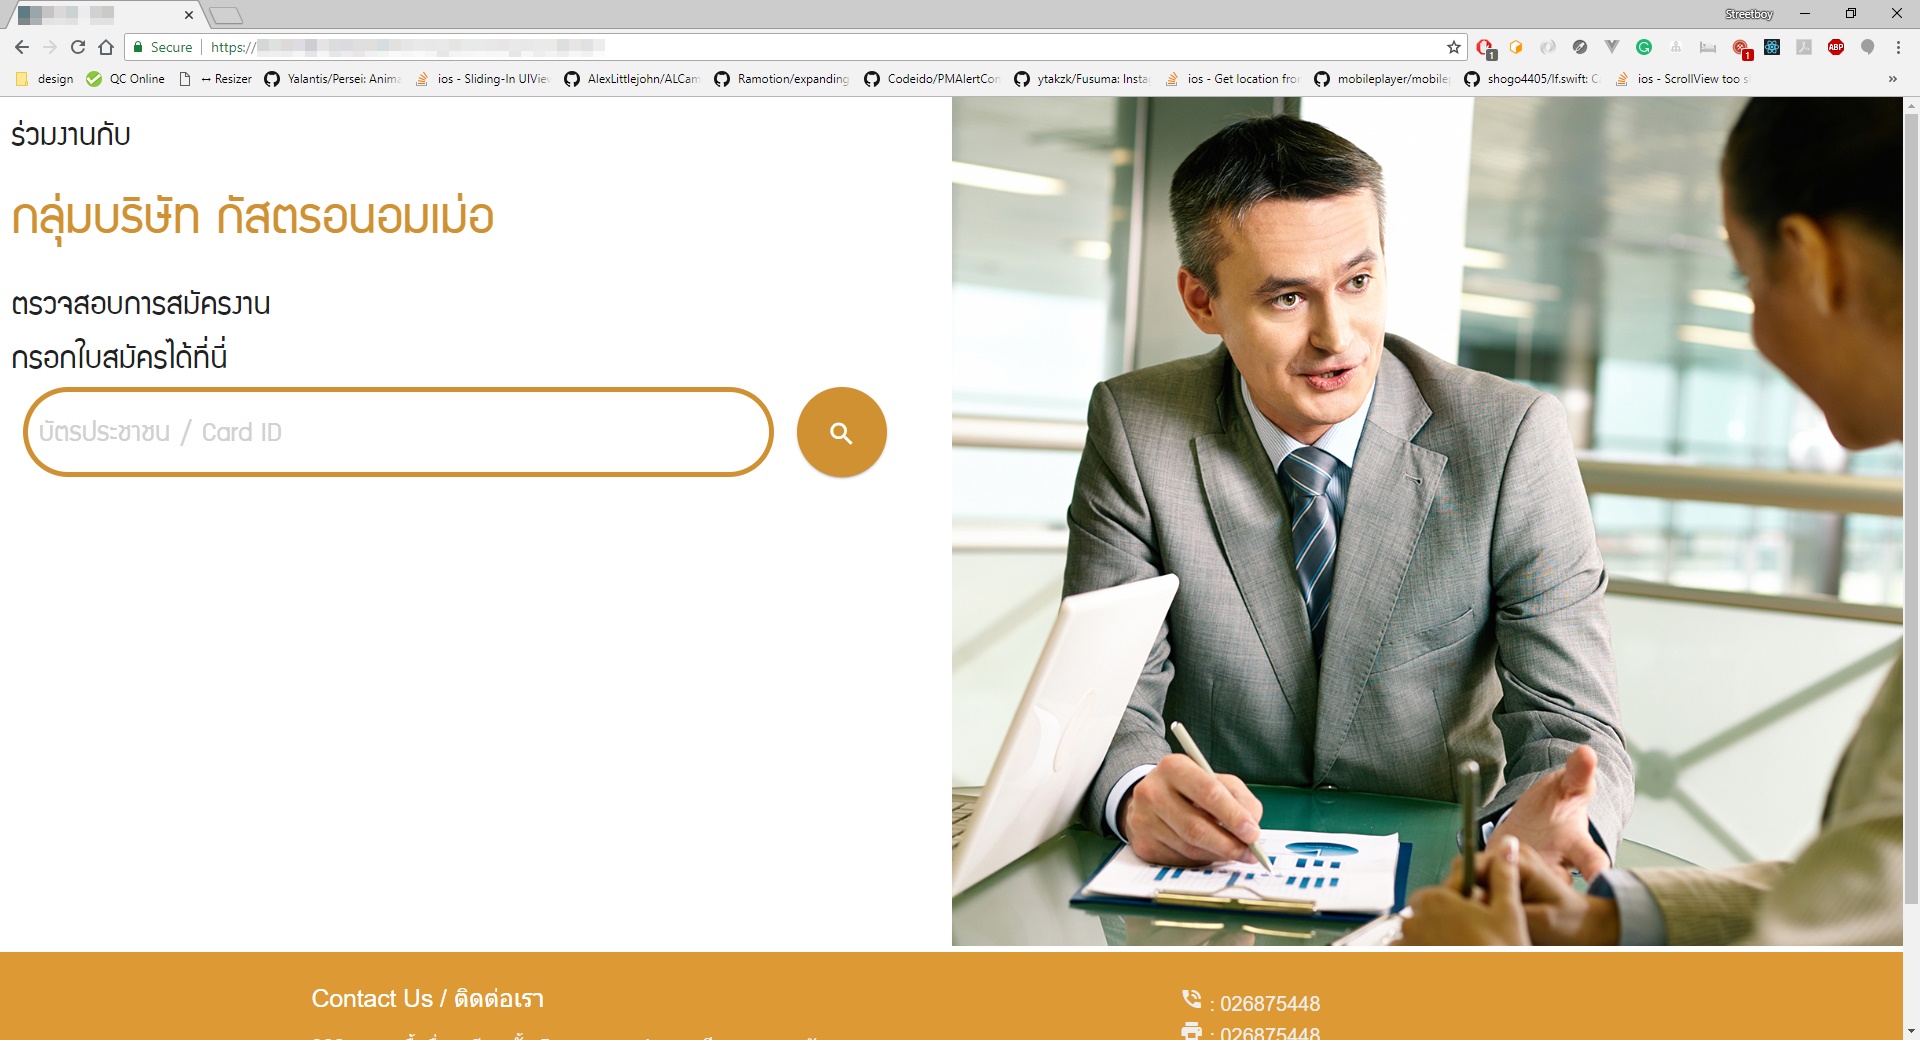 Streetboy
Secure https://
design QC Online ↔ Resizer Yalantis/Persei: Anima ios - Sliding-In UIView AlexLittlejohn/ALCam Ramotion/expanding Codeido/PMAlertCon ytakzk/Fusuma: Insta ios - Get location from mobileplayer/mobilep shogo4405/lf.swift: C ios - ScrollView too s
ร่วมงานกับ
กลุ่มบริษัท กัสตรอนอมเม่อ
ตรวจสอบการสมัครงาน
กรอกใบสมัครได้ที่นี่
บัตรประชาชน / Card ID
Contact Us / ติดต่อเรา
: 026875448
: 026875448